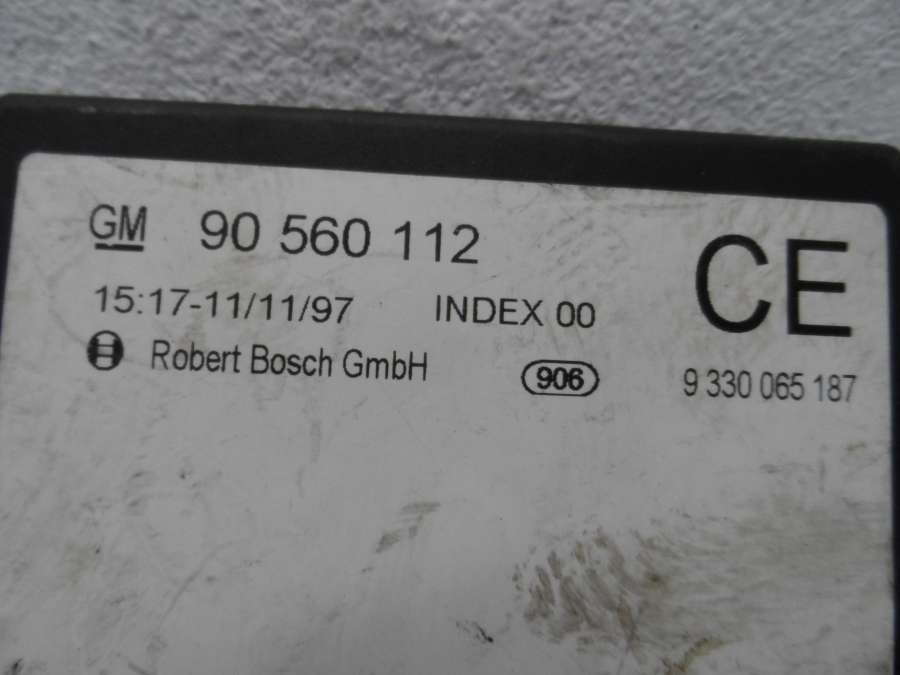 GM 90 560 112
CE
15:17-11/11/97 INDEX 00
Robert Bosch GmbH 906 9 330 065 187